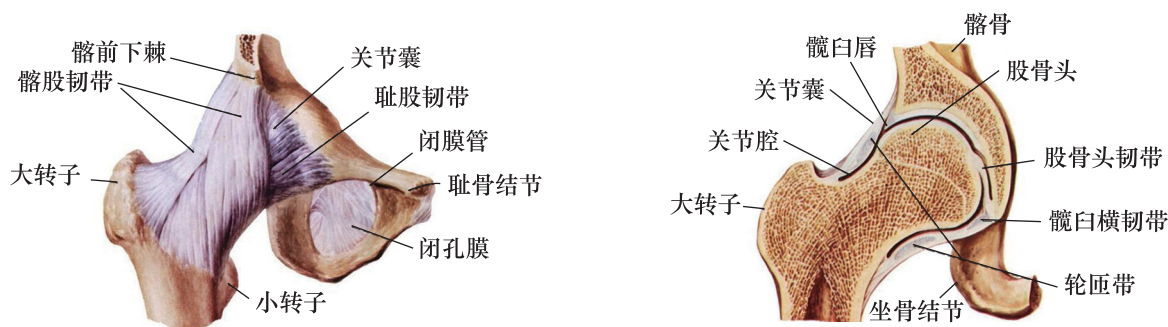 髂前下棘
髂股韧带
大转子
关节囊
耻股韧带
闭膜管
耻骨结节
闭孔膜
小转子
髂骨
髋臼唇
股骨头
关节囊
关节腔
股骨头韧带
大转子
髋臼横韧带
轮匝带
坐骨结节